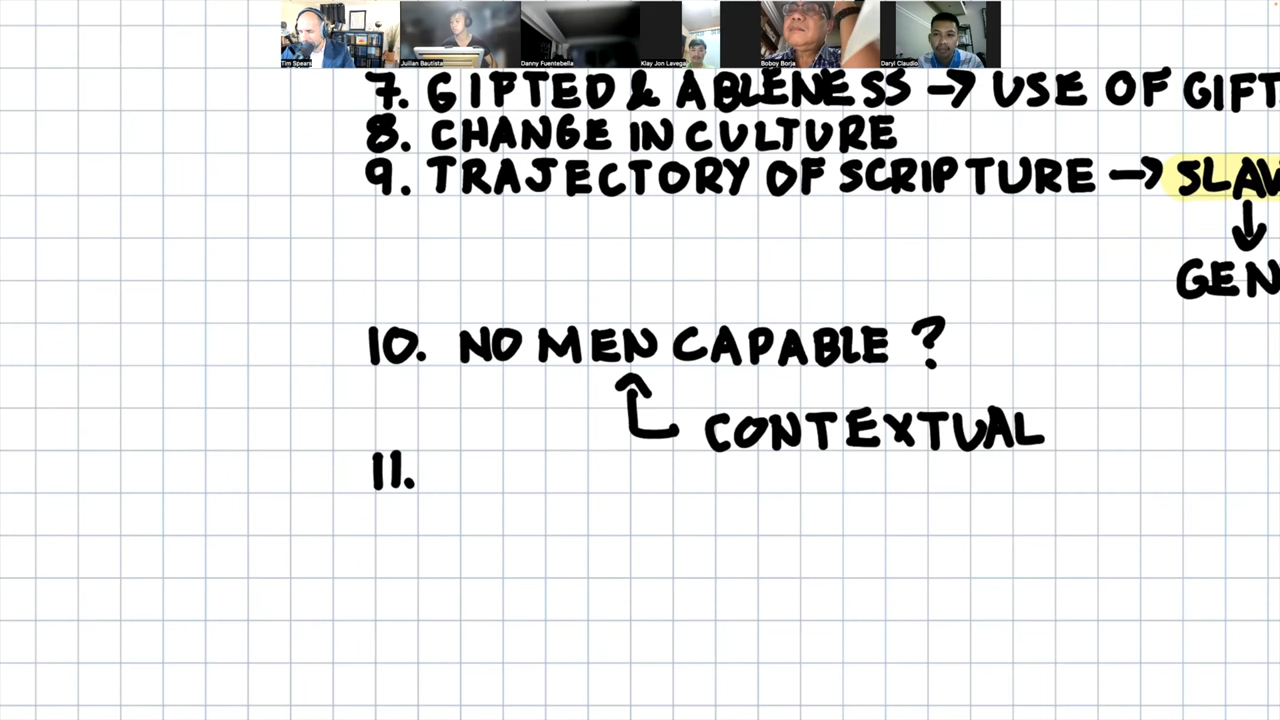 Tim Spears
Julian Bautista
Danny Fuentebella
Klay Jon Lavega
Boboy Borja
Daryl Claudio
7. GIFTED & ABLENESS → USE OF GIFT
8. CHANGE IN CULTURE
9. TRAJECTORY OF SCRIPTURE → SLAV
↓
GEN
10. NO MEN CAPABLE ?
CONTEXTUAL
11.